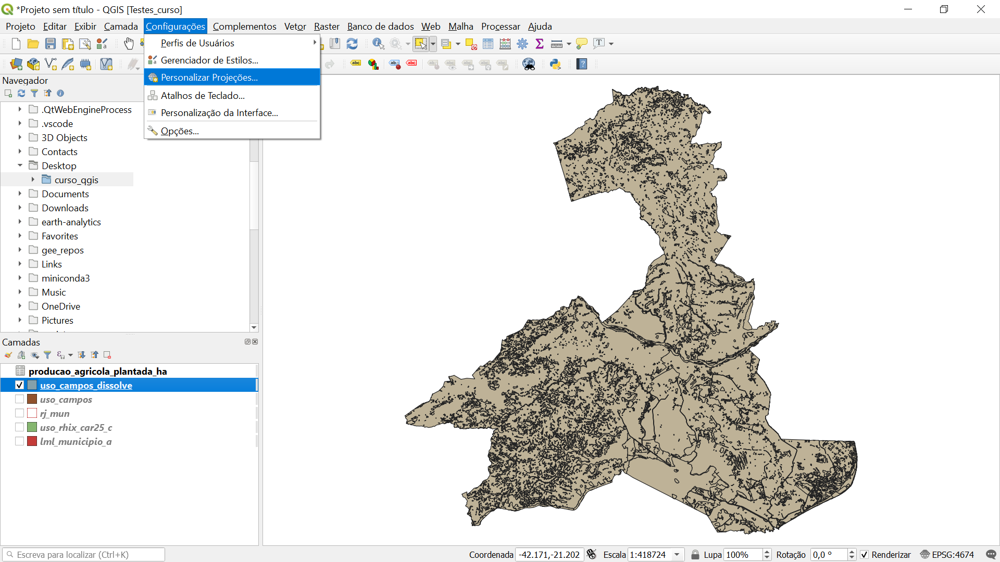 *Projeto sem título - QGIS [Testes_curso]
Projeto Editar Exibir Camada Configurações Complementos Vetor Raster Banco de dados Web Malha Processar Ajuda
Perfis de Usuários
Gerenciador de Estilos...
Personalizar Projeções...
Atalhos de Teclado...
Personalização da Interface...
Opções...
Navegador
.QtWebEngineProcess
.vscode
3D Objects
Contacts
Desktop
curso_qgis
Documents
Downloads
earth-analytics
Favorites
gee_repos
Links
miniconda3
Music
OneDrive
Pictures
Camadas
producao_agricola_plantada_ha
uso_campos_dissolve
uso_campos
rj_mun
uso_rhix_car25_c
lml_municipio_a
Escreva para localizar (Ctrl+K)
Coordenada -42.171,-21.202 Escala 1:418724 Lupa 100% Rotação 0,0 ° Renderizar EPSG:4674